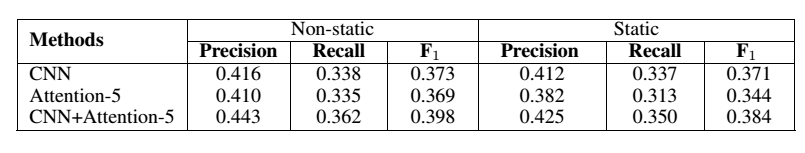 Methods Non-static Static
Precision Recall F1 Precision Recall F1
CNN 0.416 0.338 0.373 0.412 0.337 0.371
Attention-5 0.410 0.335 0.369 0.382 0.313 0.344
CNN+Attention-5 0.443 0.362 0.398 0.425 0.350 0.384